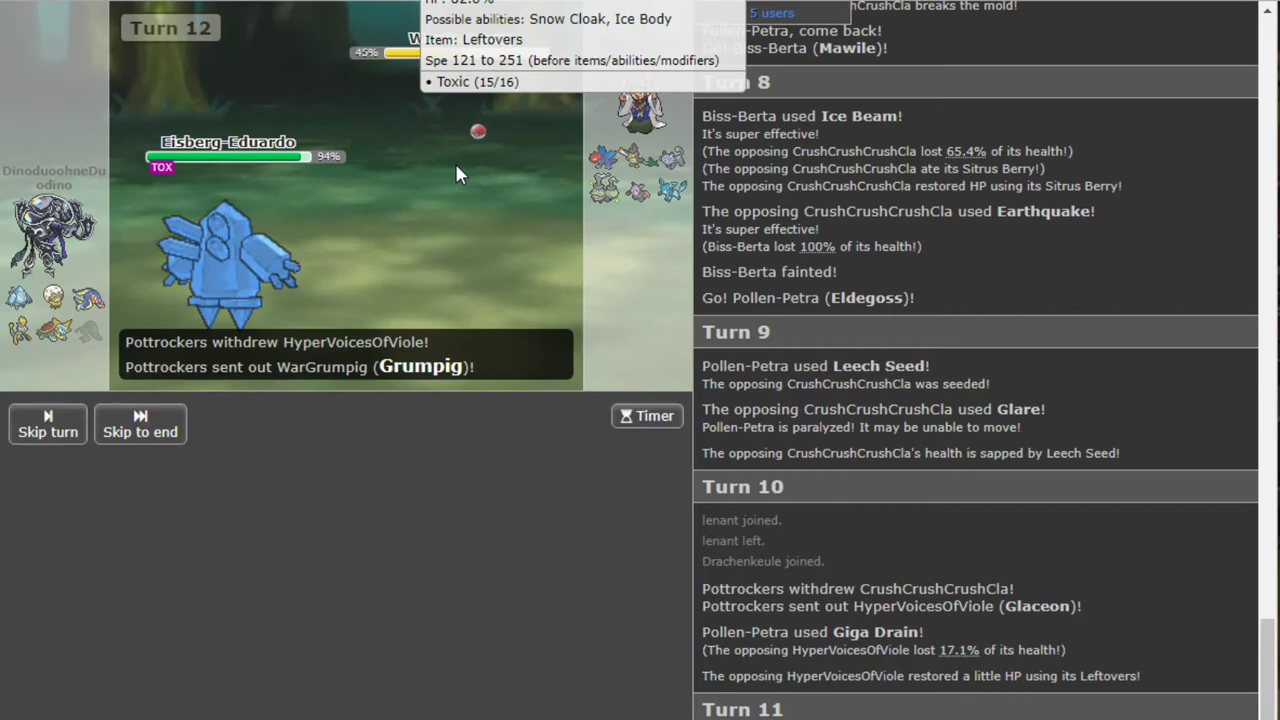 Turn 12
Possible abilities: Snow Cloak, Ice Body
Item: Leftovers
Spe 121 to 251 (before items/abilities/modifiers)
• Toxic (15/16)
5 users
45%
Eisberg-Eduardo
94%
TOX
DinoduoohneDu
odino
Pottrockers withdrew HyperVoicesOfViole!
Pottrockers sent out WarGrumpig (Grumpig)!
Skip turn
Skip to end
Timer
CrushCrushCrushCla breaks the mold!
Pollen-Petra, come back!
Go! Biss-Berta (Mawile)!
Turn 8
Biss-Berta used Ice Beam!
It's super effective!
(The opposing CrushCrushCrushCla lost 65.4% of its health!)
(The opposing CrushCrushCrushCla ate its Sitrus Berry!)
The opposing CrushCrushCrushCla restored HP using its Sitrus Berry!
The opposing CrushCrushCrushCla used Earthquake!
It's super effective!
(Biss-Berta lost 100% of its health!)
Biss-Berta fainted!
Go! Pollen-Petra (Eldegoss)!
Turn 9
Pollen-Petra used Leech Seed!
The opposing CrushCrushCrushCla was seeded!
The opposing CrushCrushCrushCla used Glare!
Pollen-Petra is paralyzed! It may be unable to move!
The opposing CrushCrushCrushCla's health is sapped by Leech Seed!
Turn 10
lenant joined.
lenant left.
Drachenkeule joined.
Pottrockers withdrew CrushCrushCrushCla!
Pottrockers sent out HyperVoicesOfViole (Glaceon)!
Pollen-Petra used Giga Drain!
(The opposing HyperVoicesOfViole lost 17.1% of its health!)
The opposing HyperVoicesOfViole restored a little HP using its Leftovers!
Turn 11